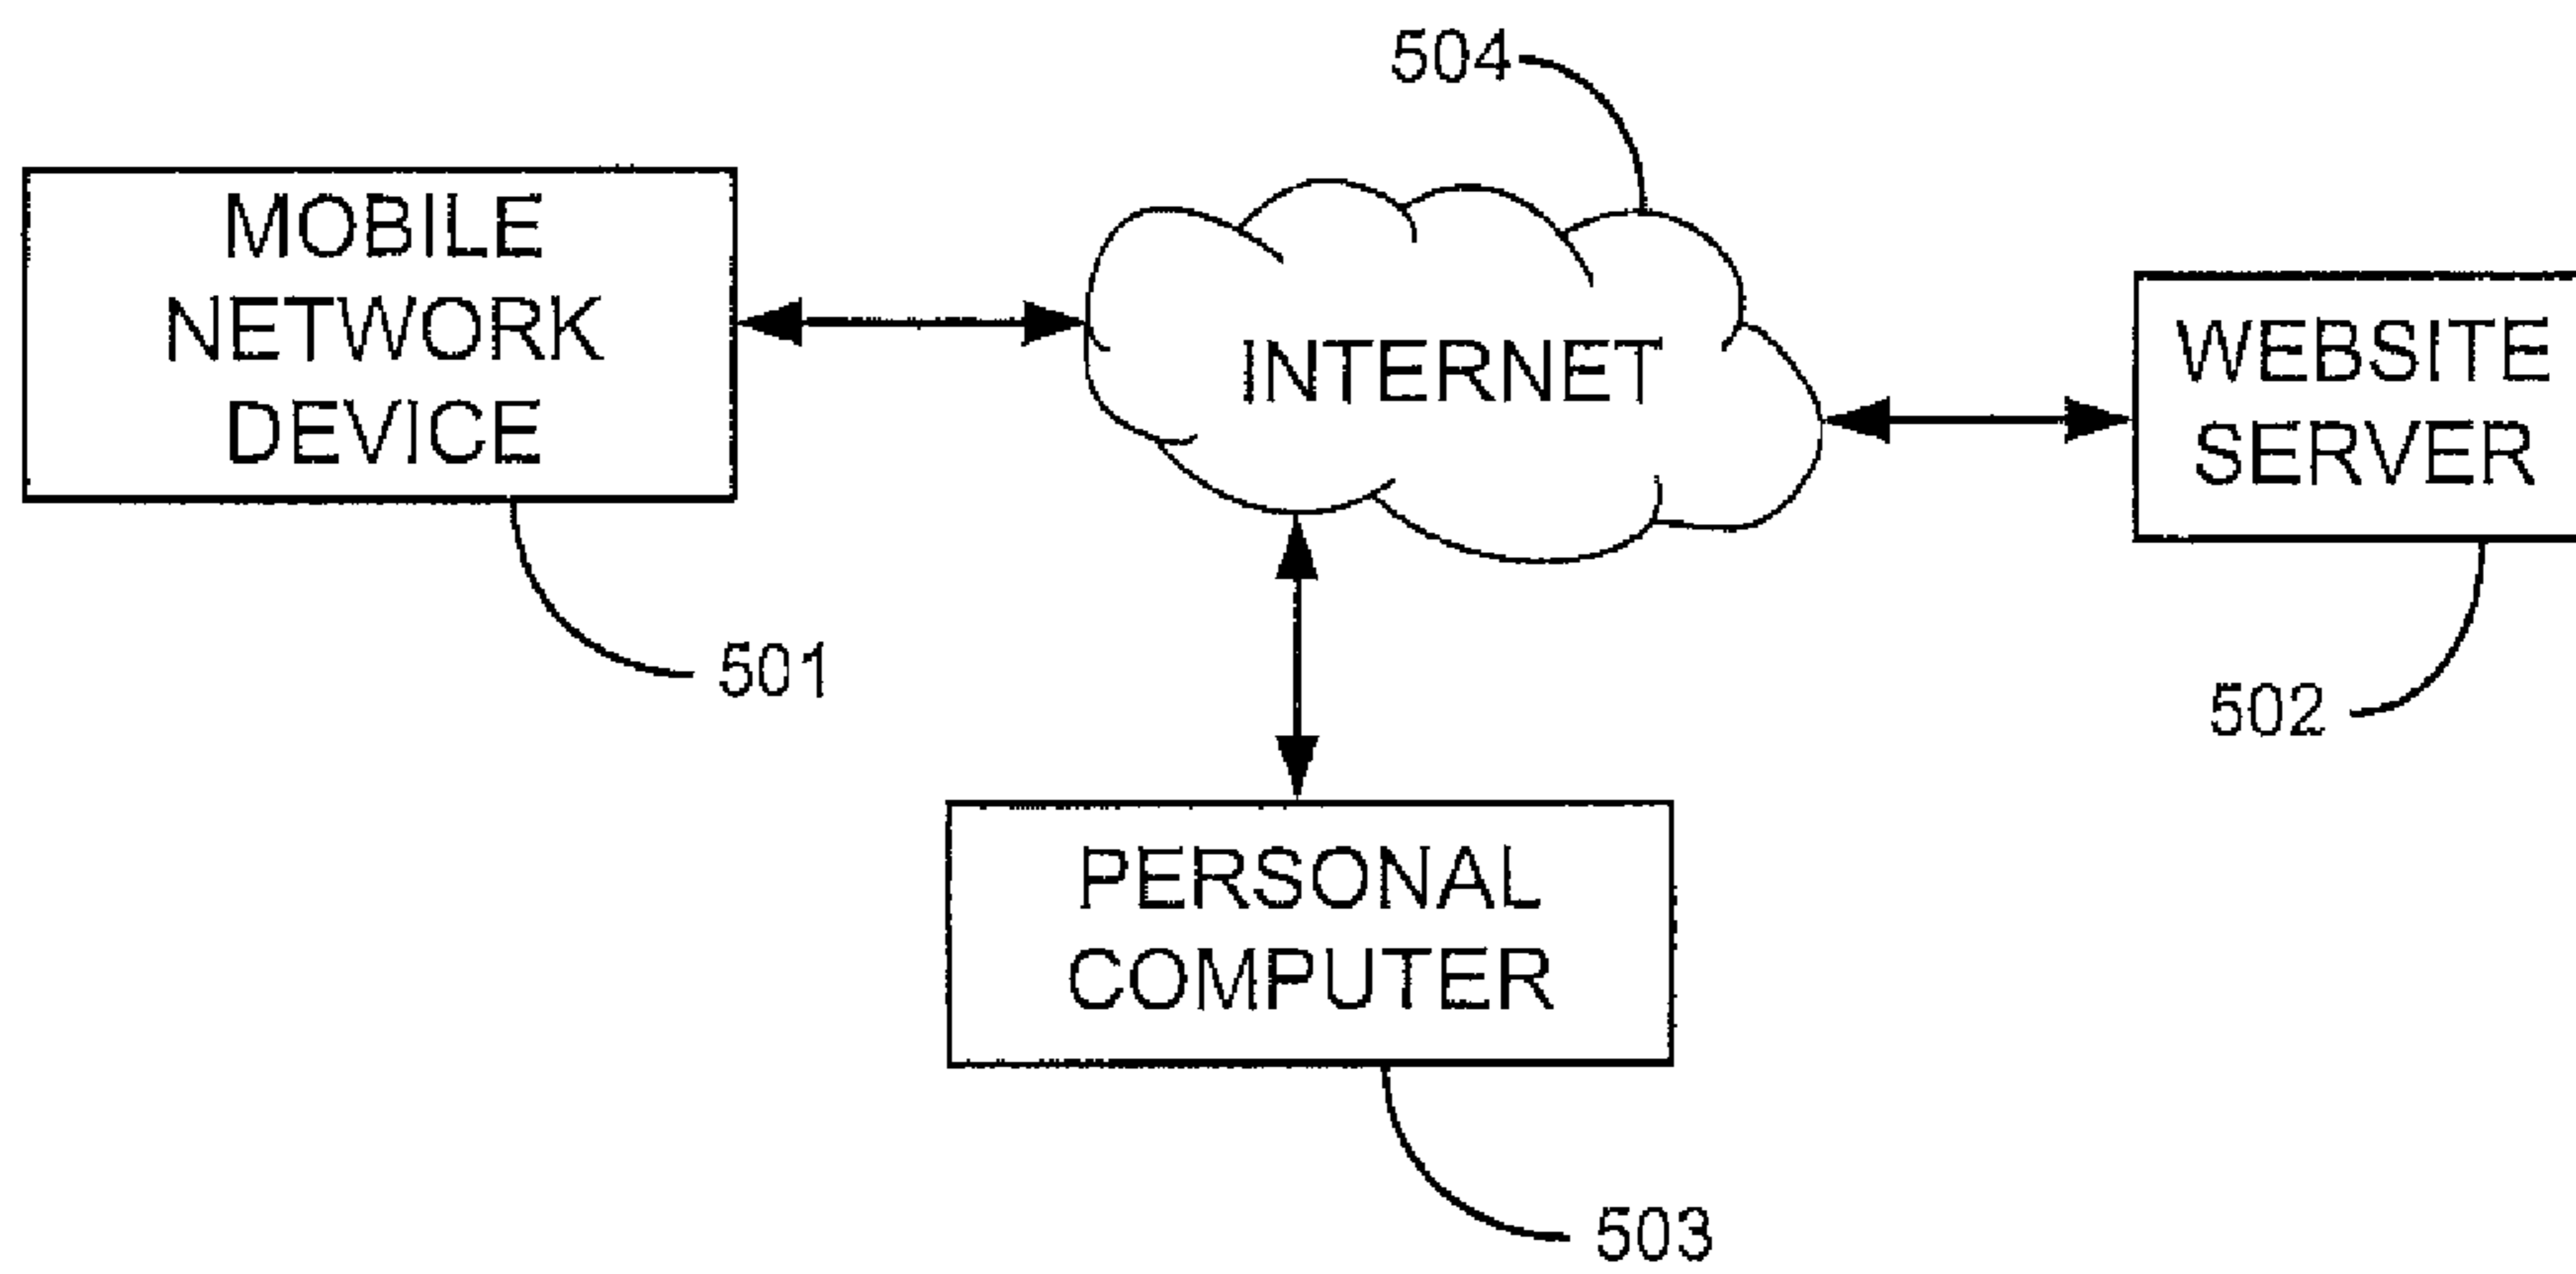 504
MOBILE
NETWORK
DEVICE
INTERNET
WEBSITE
SERVER
501
502
PERSONAL
COMPUTER
503